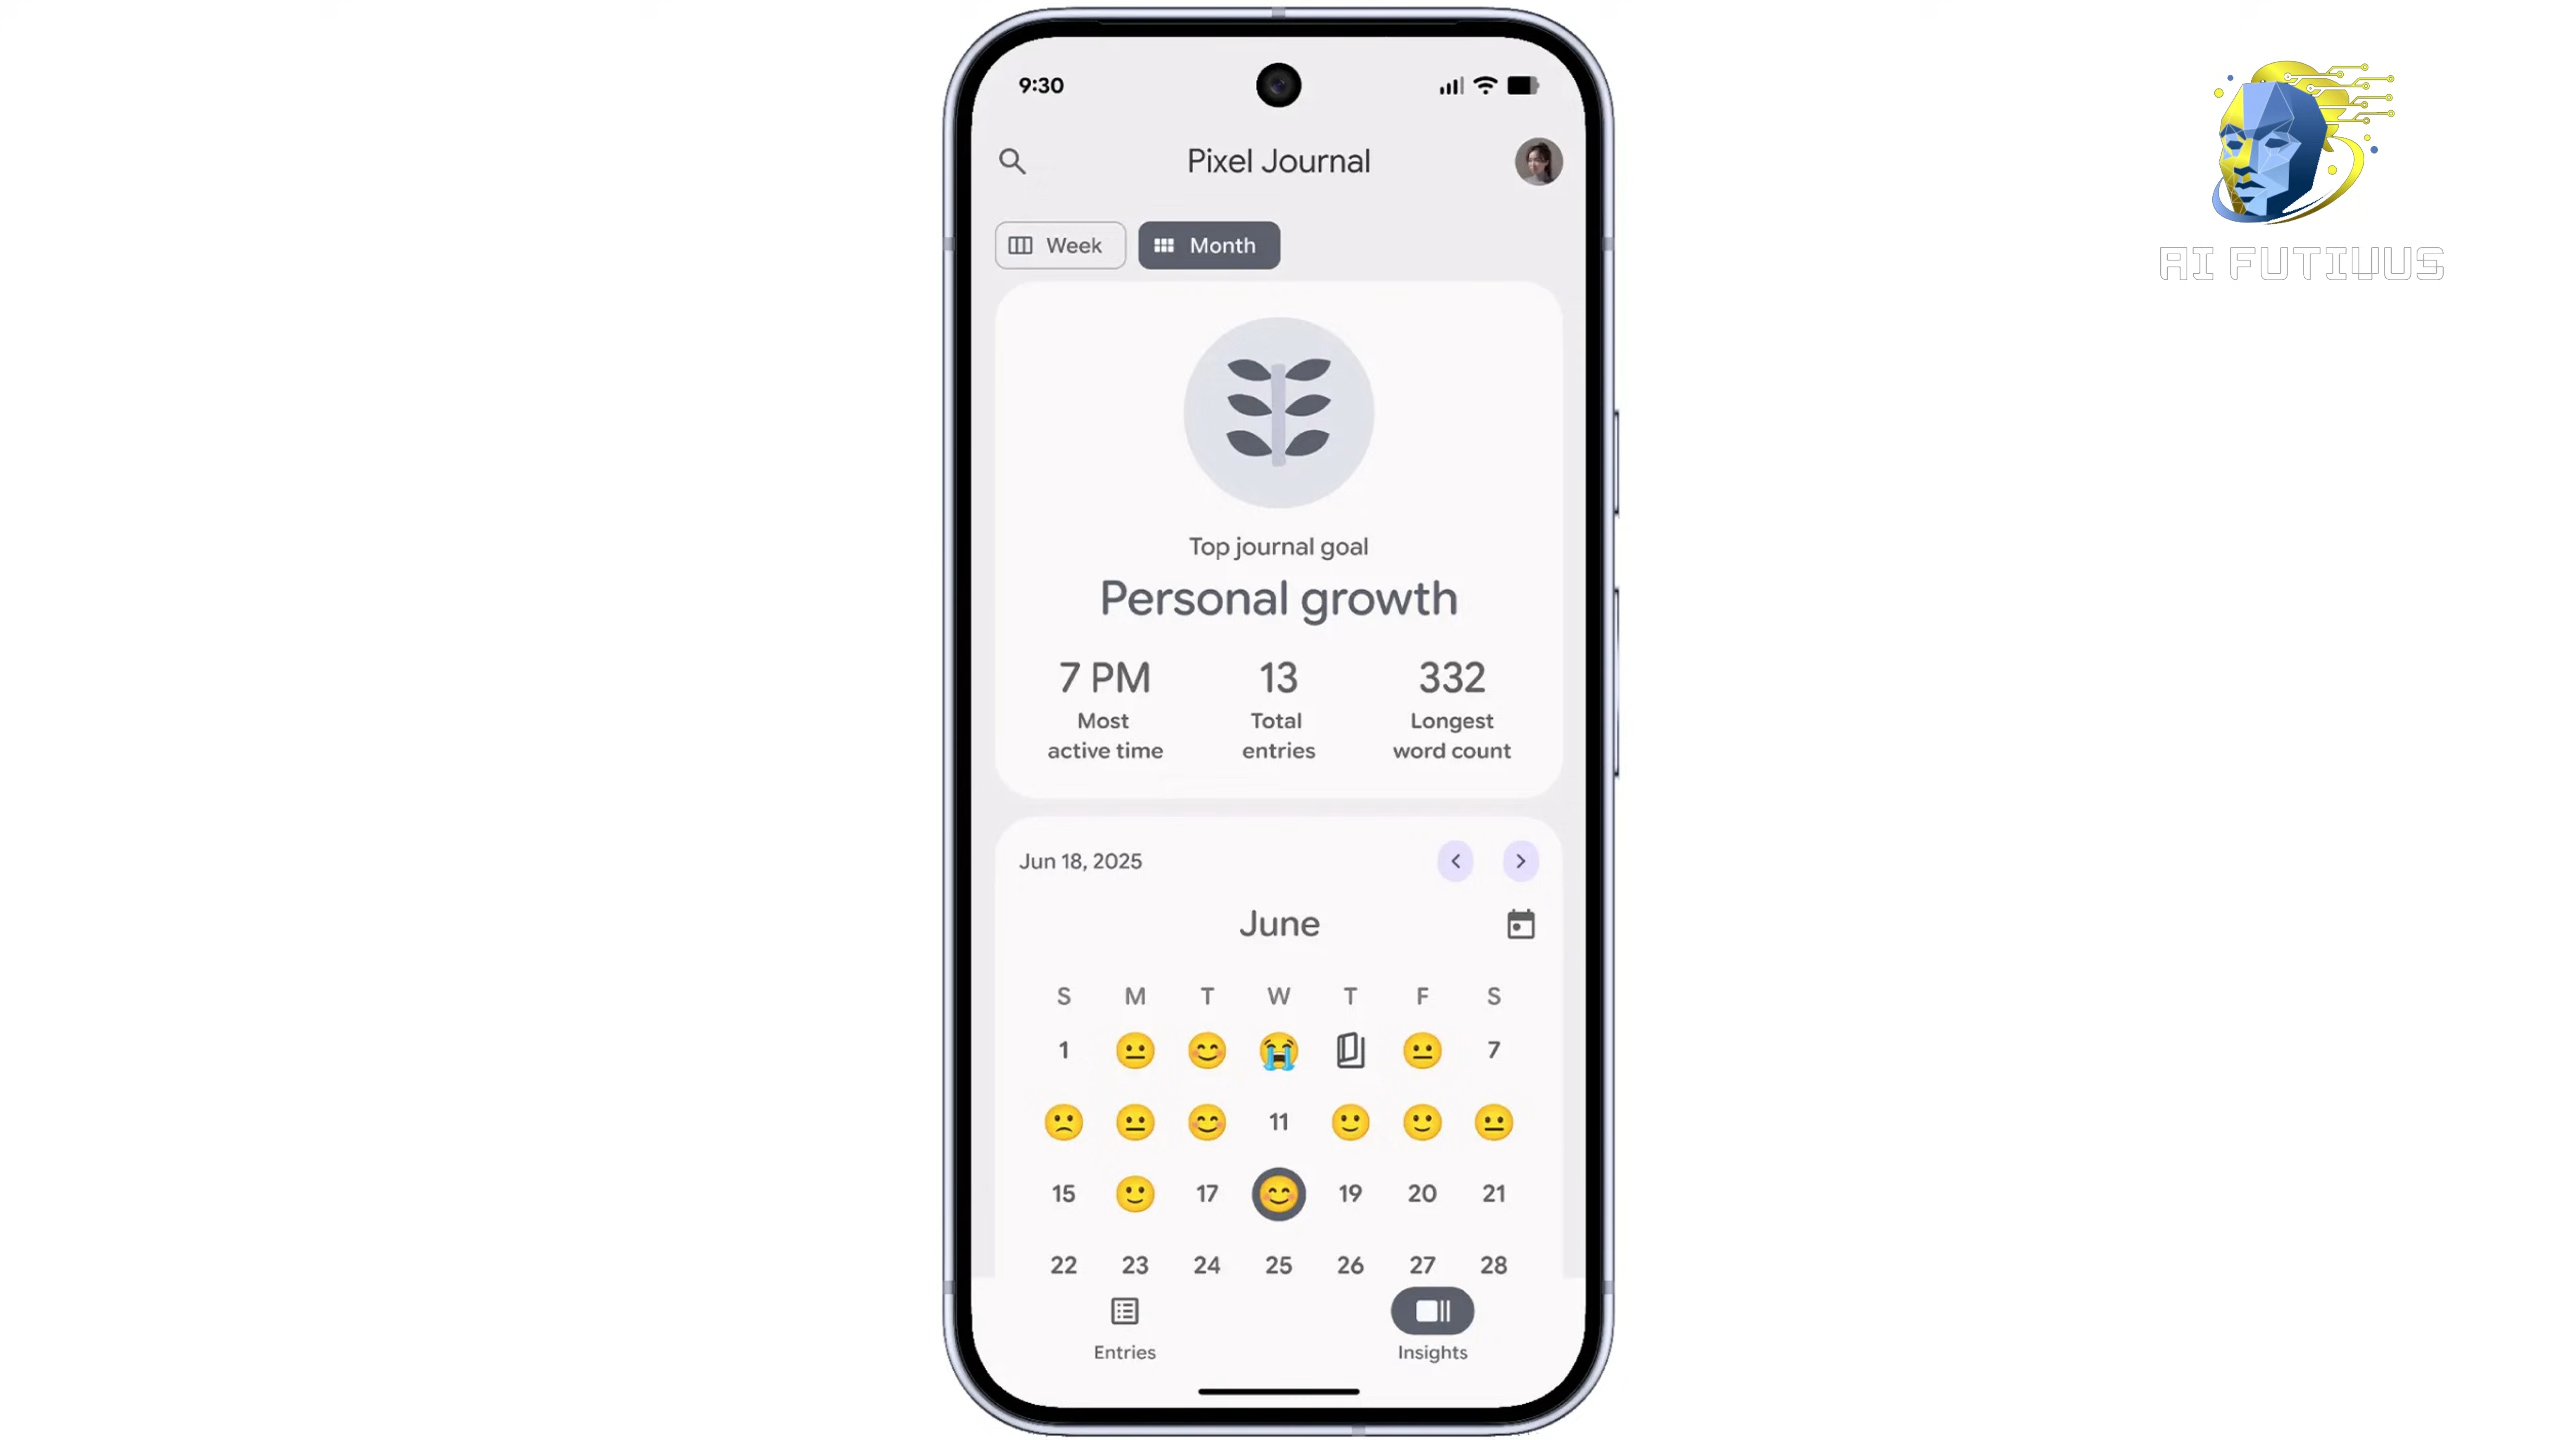 9:30
Pixel Journal
Week
Month
Top journal goal
Personal growth
7 PM
Most
active time
13
Total
entries
332
Longest
word count
Jun 18, 2025
June
S M T W T F S
1 7
11
15 17 19 20 21
22 23 24 25 26 27 28
Entries
Insights
AI FUTIUUS